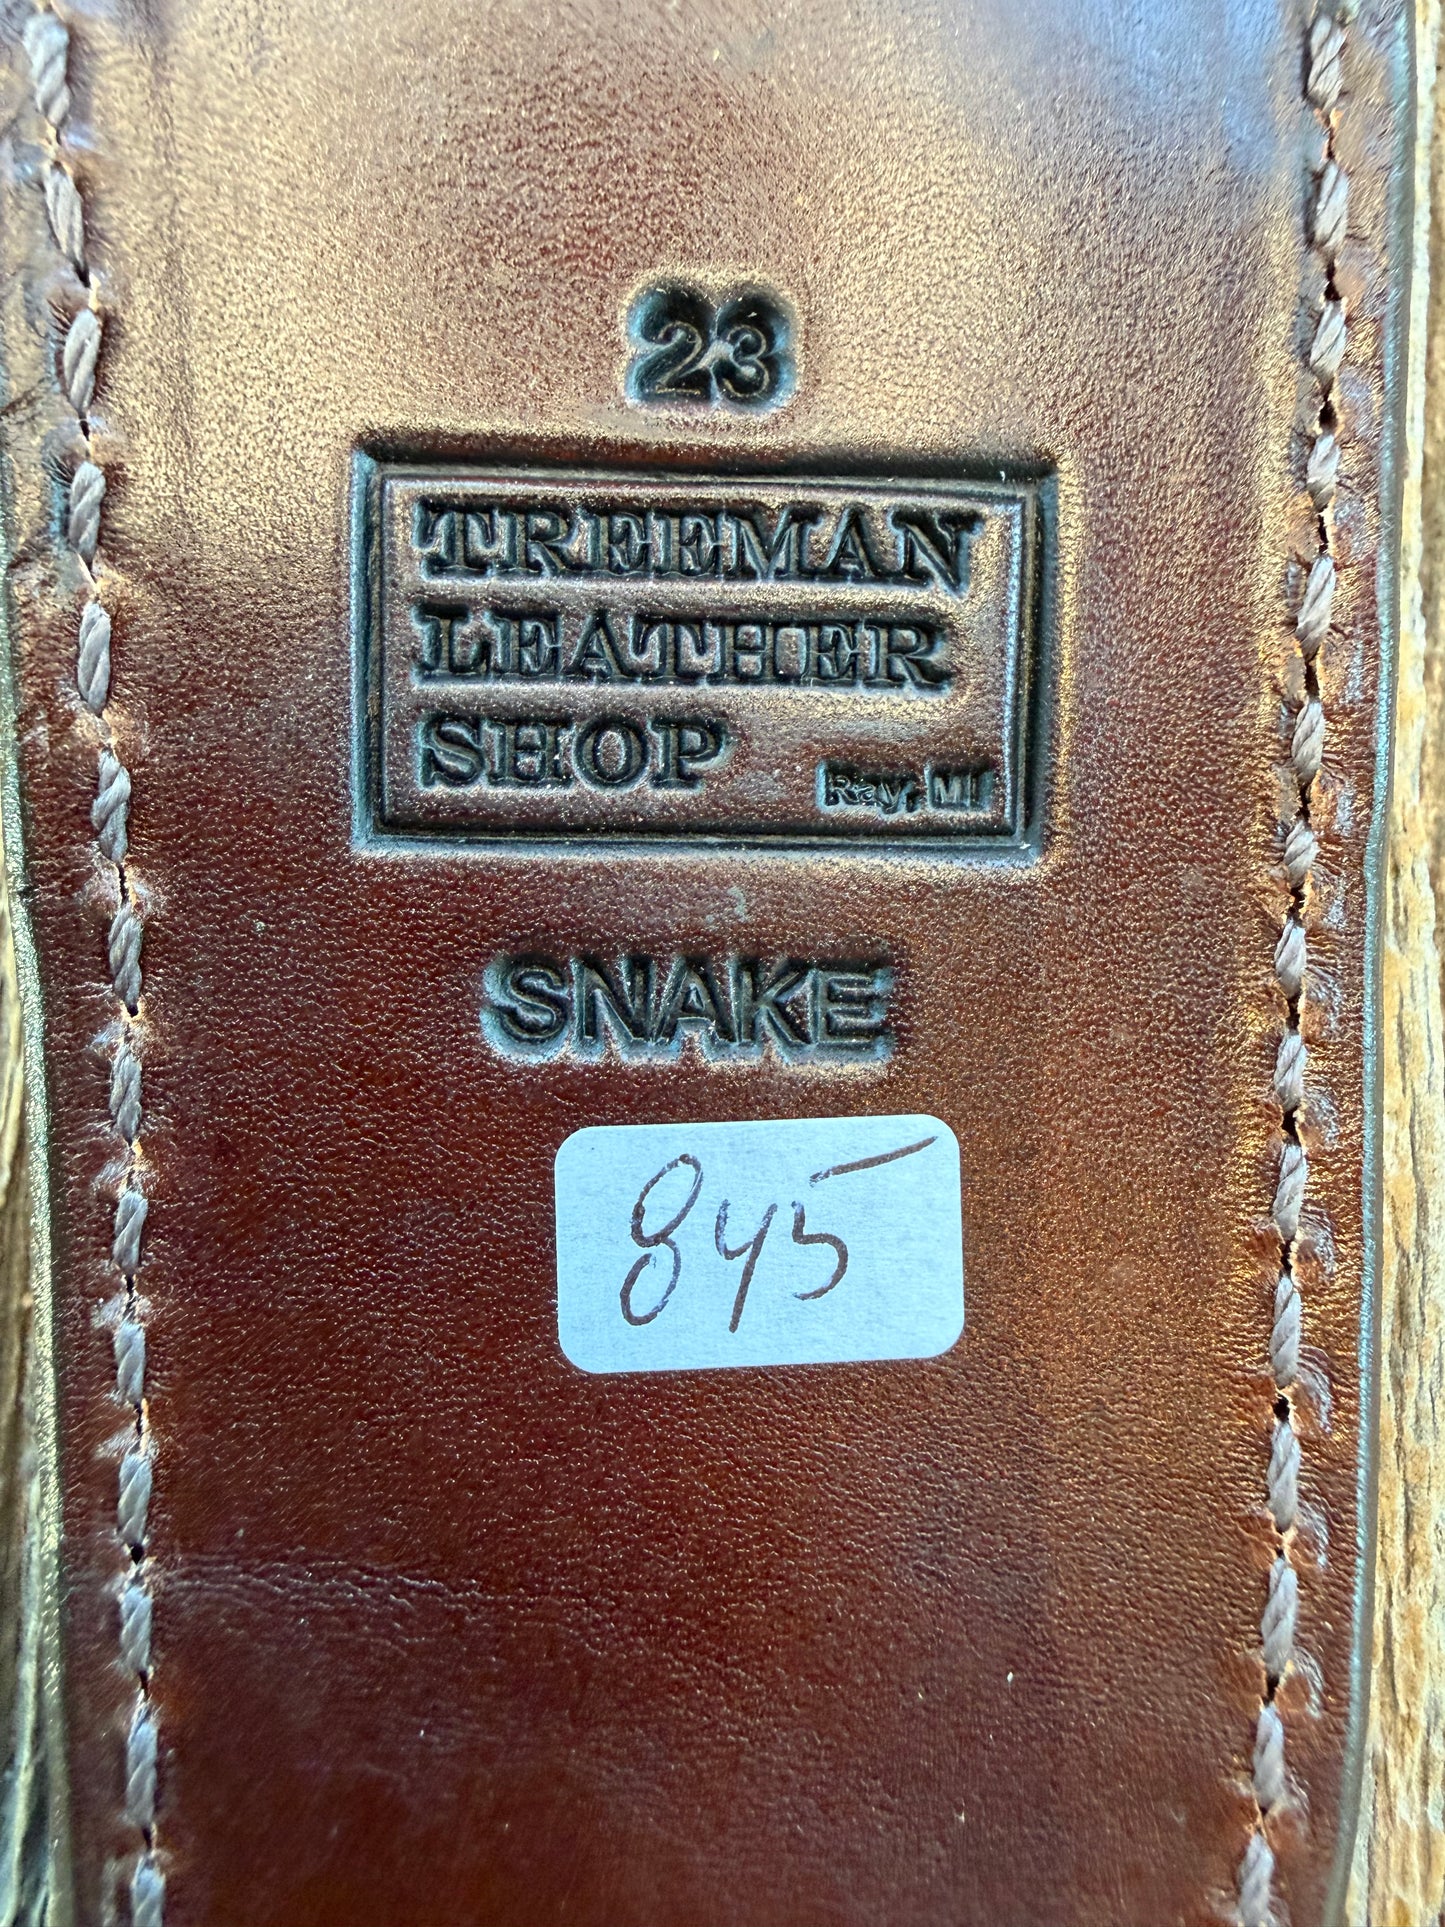 23
TREEMAN
LEATHER
SHOP Ray, MI
SNAKE
845